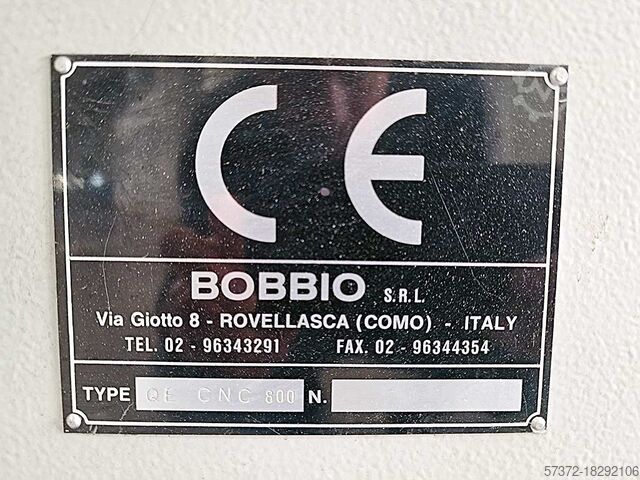 CE
BOBBIO S.R.L.
Via Giotto 8 - ROVELLASCA (COMO) - ITALY
TEL. 02 - 96343291 FAX. 02 - 96344354
TYPE QE CNC 800 N.
57372-18292106